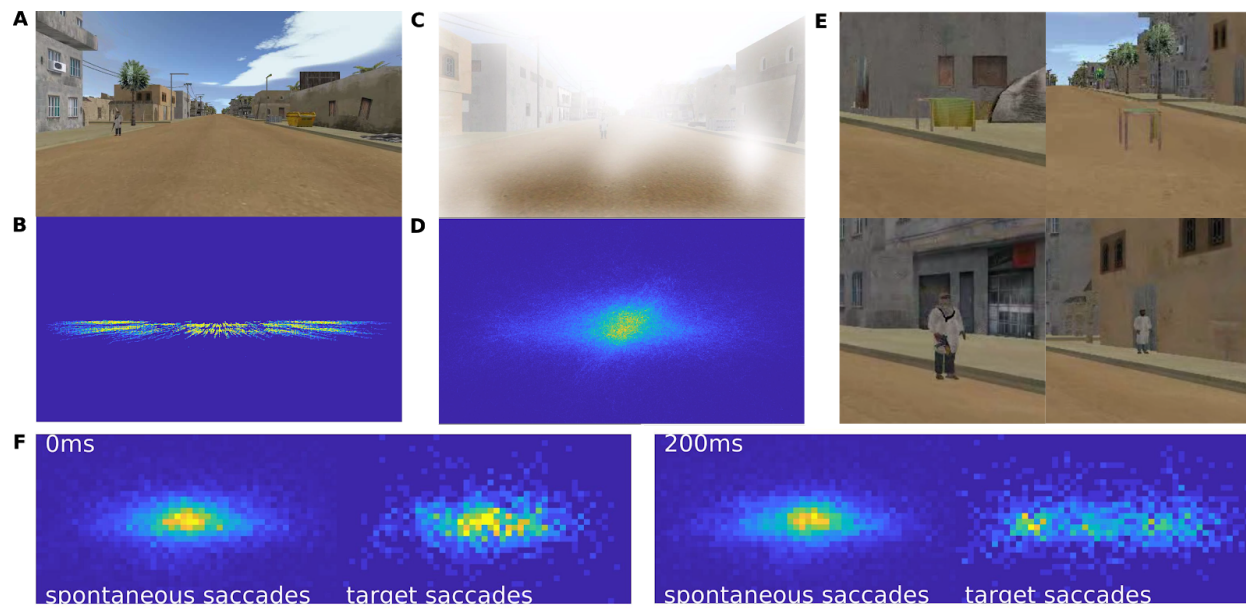 A
C
E
B
D
F
0ms
200ms
spontaneous saccades
target saccades
spontaneous saccades
target saccades